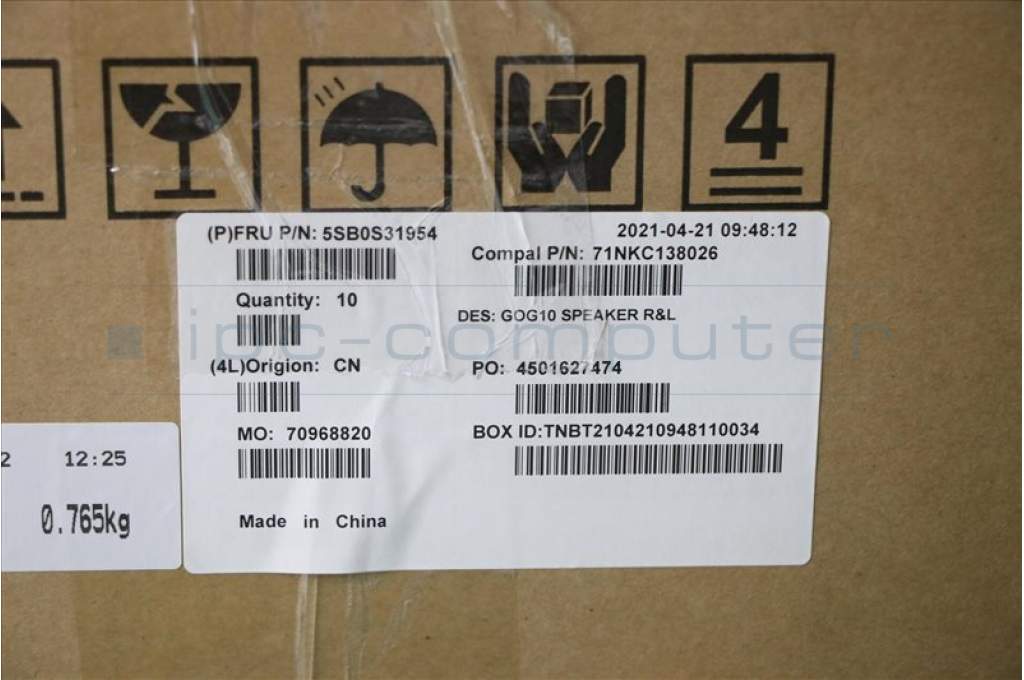 4
(P)FRU P/N: 5SB0S31954
2021-04-21 09:48:12
Compal P/N: 71NKC138026
Quantity: 10
DES: GOG10 SPEAKER R&L
ipc-computer
(4L)Origion: CN
PO: 4501627474
MO: 70968820
BOX ID:TNBT2104210948110034
2 12:25
0.765kg
Made in China